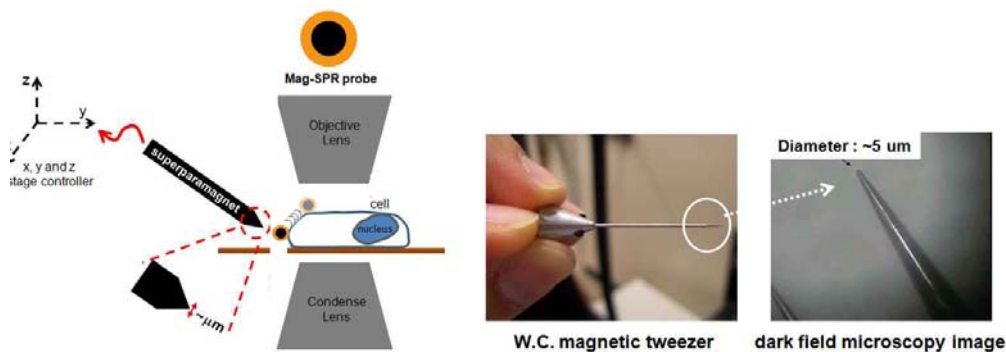 Mag-SPR probe
z
y
x, y and z
stage controller
superparamagnet
Objective
Lens
cell
nucleus
~μm
Condense
Lens
Diameter : ~5 um
W.C. magnetic tweezer
dark field microscopy image